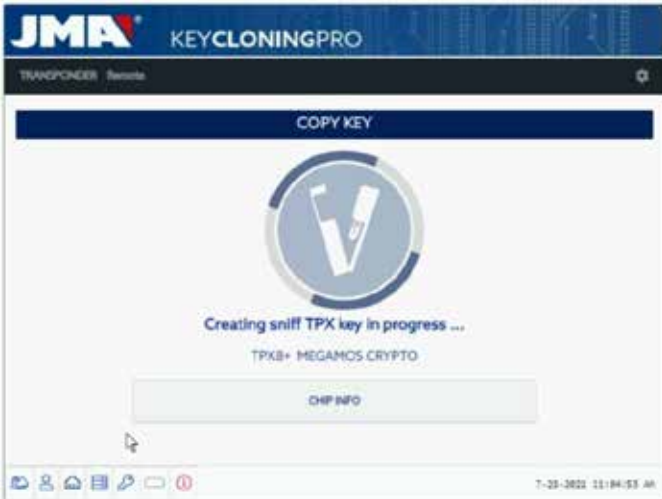 JMA KEYCLONINGPRO
TRANSPONDER Remote
COPY KEY
Creating sniff TPX key in progress ...
TPX8+ MEGAMOS CRYPTO
CHIP INFO